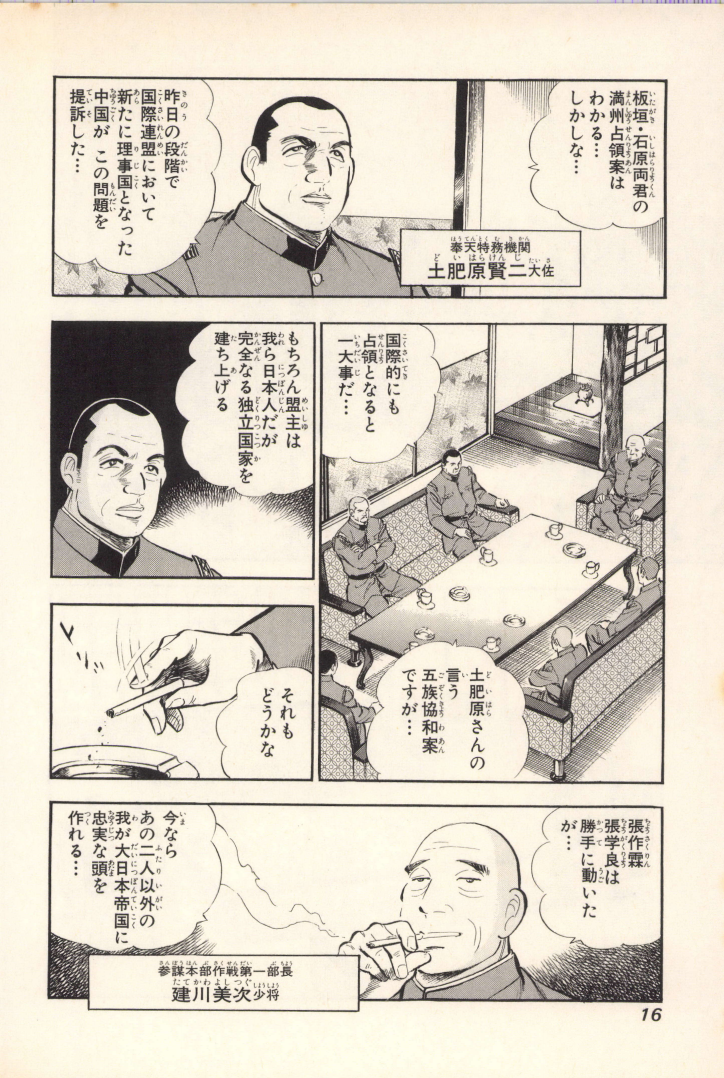 板垣・石原両君の
満州占領案は
わかる…
しかしな…
昨日の段階で
国際連盟において
新たに理事国となった
中国が この問題を
提訴した…
奉天特務機関
土肥原賢二大佐
国際的にも
占領となると
一大事だ…
土肥原さんの
言う
五族協和案
ですが…
もちろん盟主は
我ら日本人だが
完全なる独立国家を
建ち上げる
それも
どうかな
張作霖
張学良は
勝手に動いた
が…
今なら
あの二人以外の
我が大日本帝国に
忠実な頭を
作れる…
参謀本部作戦第一部長
建川美次少将
16